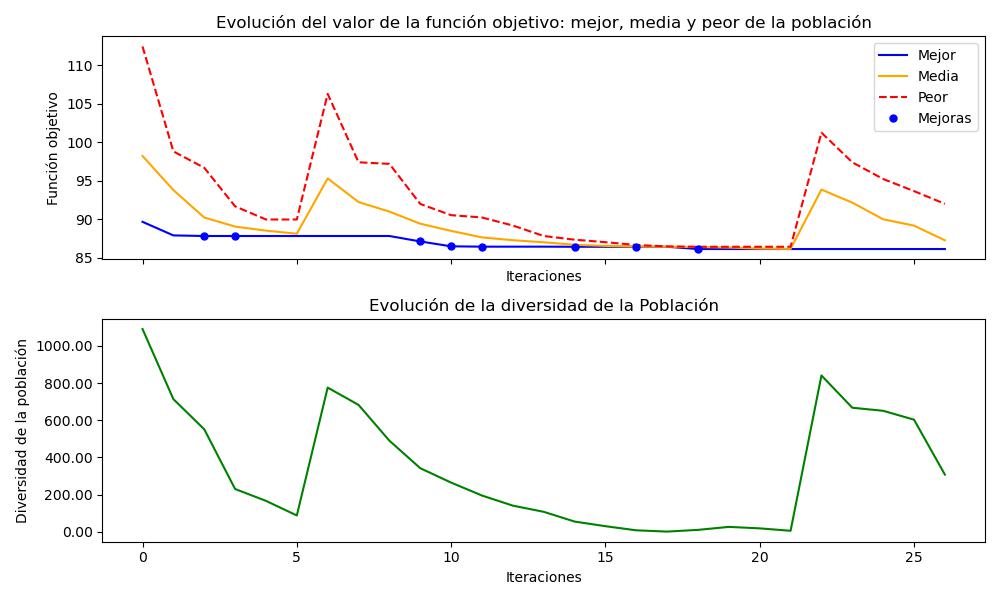 Evolución del valor de la función objetivo: mejor, media y peor de la población
Función objetivo
110
105
100
95
90
85
Mejor
Media
Peor
Mejoras
Iteraciones
Evolución de la diversidad de la Población
Diversidad de la población
1000.00
800.00
600.00
400.00
200.00
0.00
0 5 10 15 20 25
Iteraciones